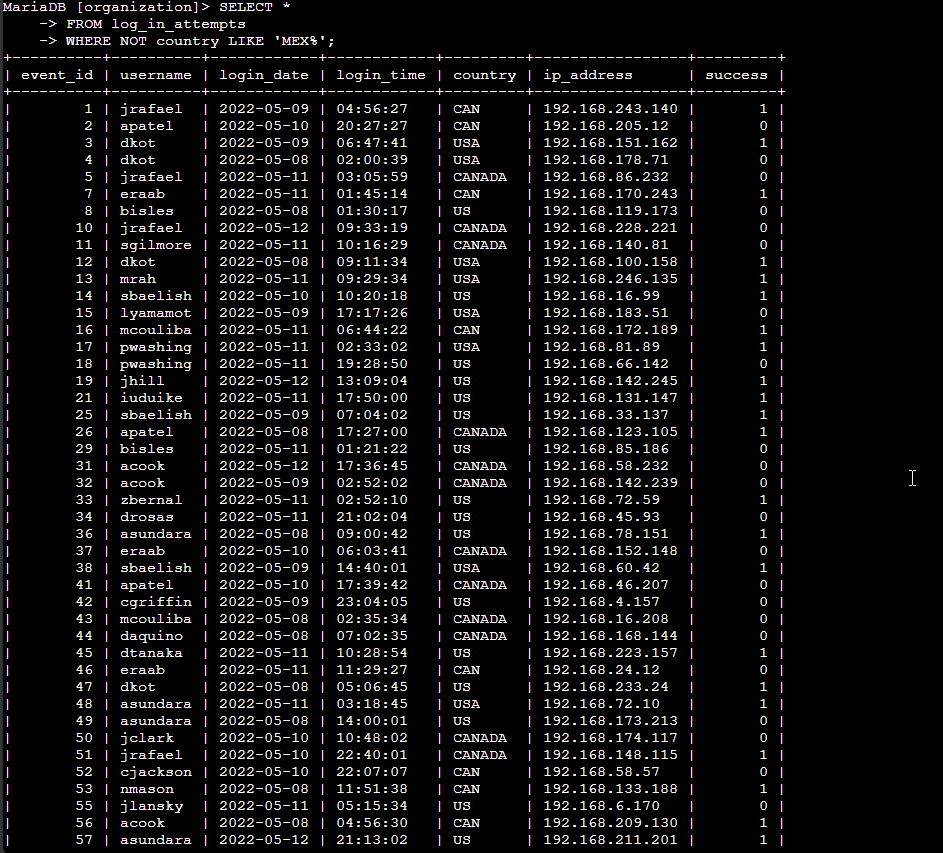 MariaDB [organization]> SELECT *
    -> FROM log_in_attempts
    -> WHERE NOT country LIKE 'MEX%';
+----------+----------+------------+------------+---------+-----------------+---------+
| event_id | username | login_date | login_time | country | ip_address      | success |
+----------+----------+------------+------------+---------+-----------------+---------+
|        1 | jrafael  | 2022-05-09 | 04:56:27   | CAN     | 192.168.243.140 |       1 |
|        2 | apatel   | 2022-05-10 | 20:27:27   | CAN     | 192.168.205.12  |       0 |
|        3 | dkot     | 2022-05-09 | 06:47:41   | USA     | 192.168.151.162 |       1 |
|        4 | dkot     | 2022-05-08 | 02:00:39   | USA     | 192.168.178.71  |       0 |
|        5 | jrafael  | 2022-05-11 | 03:05:59   | CANADA  | 192.168.86.232  |       0 |
|        7 | eraab    | 2022-05-11 | 01:45:14   | CAN     | 192.168.170.243 |       1 |
|        8 | bisles   | 2022-05-08 | 01:30:17   | US      | 192.168.119.173 |       0 |
|       10 | jrafael  | 2022-05-12 | 09:33:19   | CANADA  | 192.168.228.221 |       0 |
|       11 | sgilmore | 2022-05-11 | 10:16:29   | CANADA  | 192.168.140.81  |       0 |
|       12 | dkot     | 2022-05-08 | 09:11:34   | USA     | 192.168.100.158 |       1 |
|       13 | mrah     | 2022-05-11 | 09:29:34   | USA     | 192.168.246.135 |       1 |
|       14 | sbaelish | 2022-05-10 | 10:20:18   | US      | 192.168.16.99   |       1 |
|       15 | lyamamot | 2022-05-09 | 17:17:26   | USA     | 192.168.183.51  |       0 |
|       16 | mcouliba | 2022-05-11 | 06:44:22   | CAN     | 192.168.172.189 |       1 |
|       17 | pwashing | 2022-05-11 | 02:33:02   | USA     | 192.168.81.89   |       1 |
|       18 | pwashing | 2022-05-11 | 19:28:50   | US      | 192.168.66.142  |       0 |
|       19 | jhill    | 2022-05-12 | 13:09:04   | US      | 192.168.142.245 |       1 |
|       21 | iuduike  | 2022-05-11 | 17:50:00   | US      | 192.168.131.147 |       1 |
|       25 | sbaelish | 2022-05-09 | 07:04:02   | US      | 192.168.33.137  |       1 |
|       26 | apatel   | 2022-05-08 | 17:27:00   | CANADA  | 192.168.123.105 |       1 |
|       29 | bisles   | 2022-05-11 | 01:21:22   | US      | 192.168.85.186  |       0 |
|       31 | acook    | 2022-05-12 | 17:36:45   | CANADA  | 192.168.58.232  |       0 |
|       32 | acook    | 2022-05-09 | 02:52:02   | CANADA  | 192.168.142.239 |       0 |
|       33 | zbernal  | 2022-05-11 | 02:52:10   | US      | 192.168.72.59   |       1 |
|       34 | drosas   | 2022-05-11 | 21:02:04   | US      | 192.168.45.93   |       0 |
|       36 | asundara | 2022-05-08 | 09:00:42   | US      | 192.168.78.151  |       1 |
|       37 | eraab    | 2022-05-10 | 06:03:41   | CANADA  | 192.168.152.148 |       0 |
|       38 | sbaelish | 2022-05-09 | 14:40:01   | USA     | 192.168.60.42   |       1 |
|       41 | apatel   | 2022-05-10 | 17:39:42   | CANADA  | 192.168.46.207  |       0 |
|       42 | cgriffin | 2022-05-09 | 23:04:05   | US      | 192.168.4.157   |       0 |
|       43 | mcouliba | 2022-05-08 | 02:35:34   | CANADA  | 192.168.16.208  |       0 |
|       44 | daquino  | 2022-05-08 | 07:02:35   | CANADA  | 192.168.168.144 |       0 |
|       45 | dtanaka  | 2022-05-11 | 10:28:54   | US      | 192.168.223.157 |       1 |
|       46 | eraab    | 2022-05-11 | 11:29:27   | CAN     | 192.168.24.12   |       0 |
|       47 | dkot     | 2022-05-08 | 05:06:45   | US      | 192.168.233.24  |       1 |
|       48 | asundara | 2022-05-11 | 03:18:45   | USA     | 192.168.72.10   |       1 |
|       49 | asundara | 2022-05-08 | 14:00:01   | US      | 192.168.173.213 |       0 |
|       50 | jclark   | 2022-05-10 | 10:48:02   | CANADA  | 192.168.174.117 |       0 |
|       51 | jrafael  | 2022-05-10 | 22:40:01   | CANADA  | 192.168.148.115 |       1 |
|       52 | cjackson | 2022-05-10 | 22:07:07   | CAN     | 192.168.58.57   |       0 |
|       53 | nmason   | 2022-05-08 | 11:51:38   | CAN     | 192.168.133.188 |       1 |
|       55 | jlansky  | 2022-05-11 | 05:15:34   | US      | 192.168.6.170   |       0 |
|       56 | acook    | 2022-05-08 | 04:56:30   | CAN     | 192.168.209.130 |       1 |
|       57 | asundara | 2022-05-12 | 21:13:02   | US      | 192.168.211.201 |       1 |